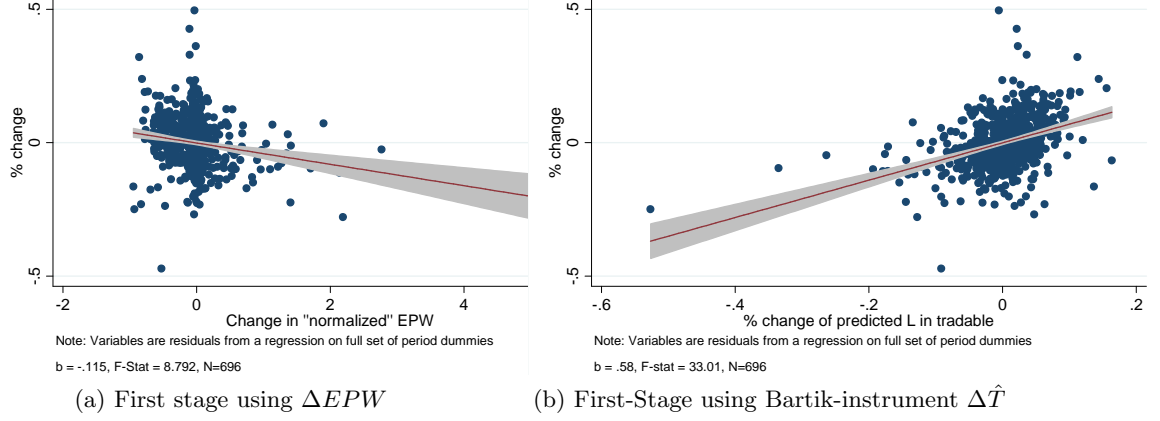 .5
0
-.5
% change
-2
0
2
4
Change in "normalized" EPW
Note: Variables are residuals from a regression on full set of period dummies
b = -.115, F-Stat = 8.792, N=696
(a) First stage using ΔEPW
.5
0
-.5
% change
-.6
-.4
-.2
0
.2
% change of predicted L in tradable
Note: Variables are residuals from a regression on full set of period dummies
b = .58, F-stat = 33.01, N=696
(b) First-Stage using Bartik-instrument ΔT̂